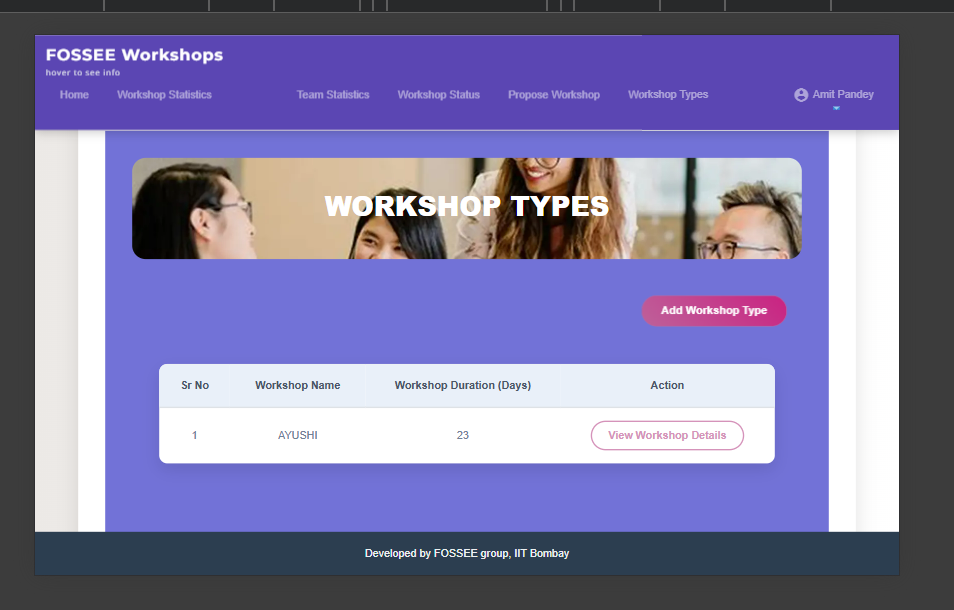 FOSSEE Workshops
hover to see info
Home Workshop Statistics Team Statistics Workshop Status Propose Workshop Workshop Types Amit Pandey
WORKSHOP TYPES
Add Workshop Type
Sr No Workshop Name Workshop Duration (Days) Action
1 AYUSHI 23 View Workshop Details
Developed by FOSSEE group, IIT Bombay